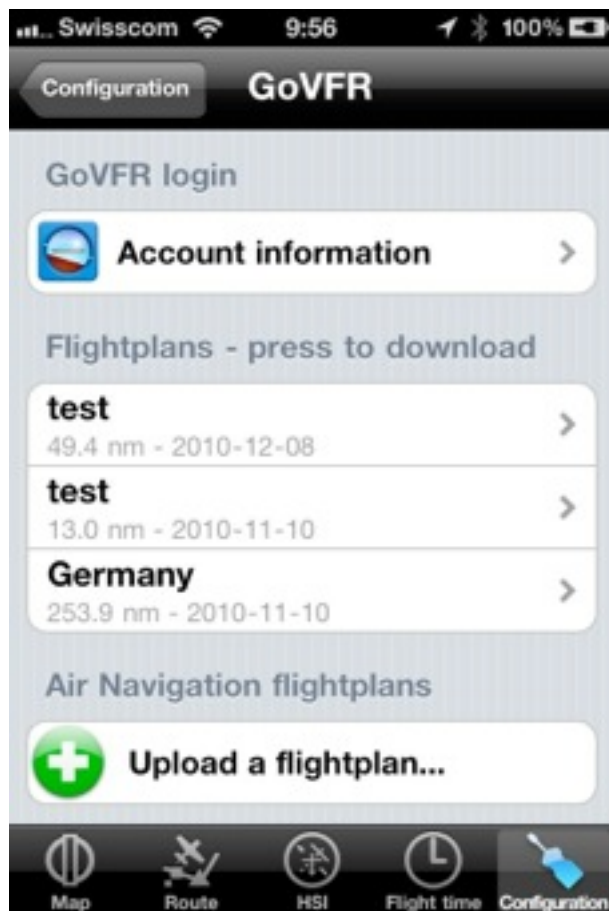 ... Swisscom 9:56 100%
Configuration GoVFR
GoVFR login
Account information
Flightplans - press to download
test
49.4 nm - 2010-12-08
test
13.0 nm - 2010-11-10
Germany
253.9 nm - 2010-11-10
Air Navigation flightplans
Upload a flightplan...
Map Route HSI Flight time Configuration